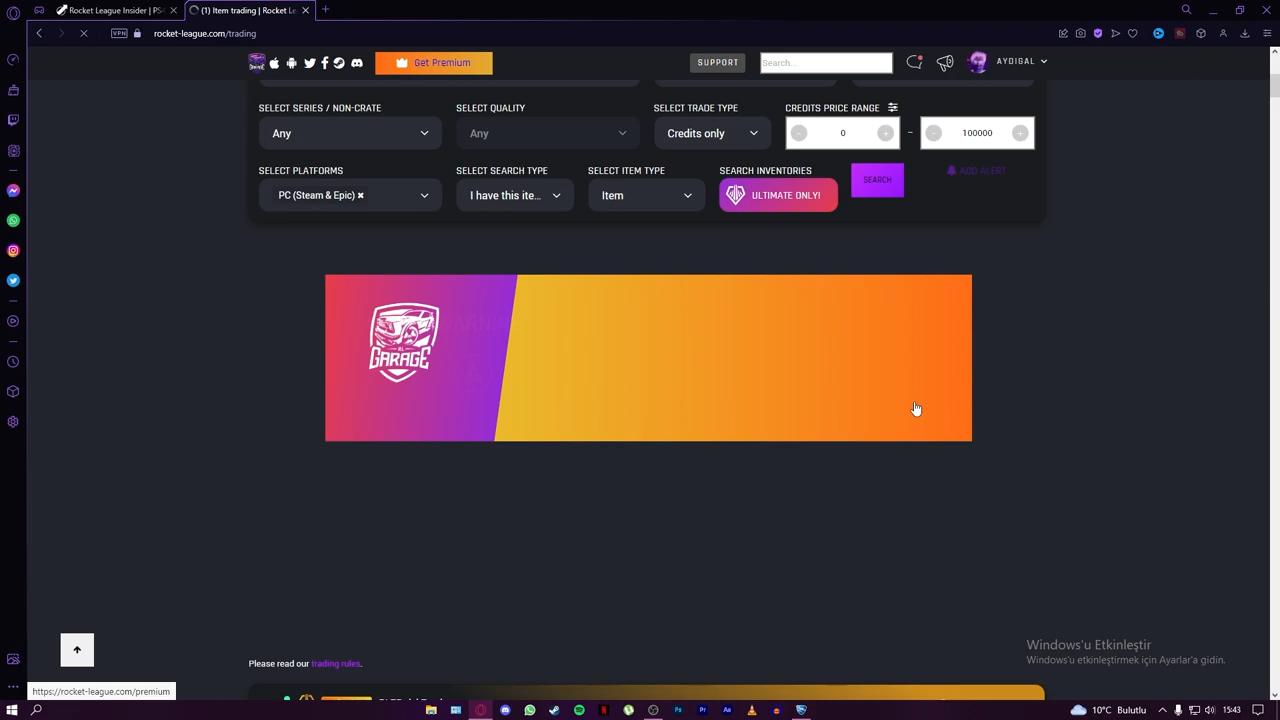 Rocket League Insider | PS-
(1) Item trading | Rocket Le
VPN
rocket-league.com/trading
Get Premium
SUPPORT
Search...
AYDIGAL
SELECT SERIES / NON-CRATE
SELECT QUALITY
SELECT TRADE TYPE
CREDITS PRICE RANGE
Any
Any
Credits only
0
100000
SELECT PLATFORMS
SELECT SEARCH TYPE
SELECT ITEM TYPE
SEARCH INVENTORIES
SEARCH
ADD ALERT
PC (Steam & Epic)
I have this ite...
Item
ULTIMATE ONLY!
RL
GARAGE
Windows'u Etkinleştir
Windows'u etkinleştirmek için Ayarlar'a gidin.
Please read our trading rules.
https://rocket-league.com/premium
10°C Bulutlu
15:43